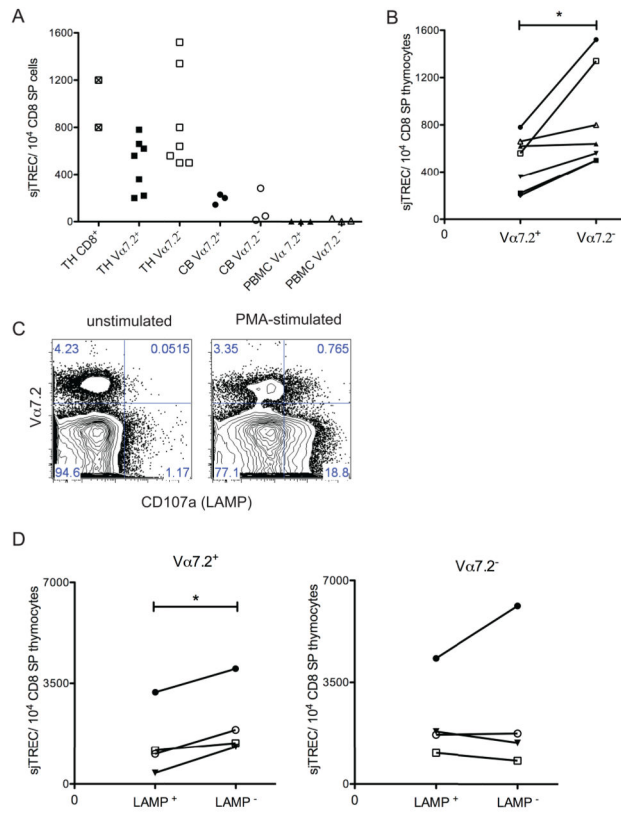 A
sjTREC/ 10⁴ CD8 SP cells
1600
1200
800
400
0
TH CD8⁺
TH Vα7.2⁺
TH Vα7.2⁻
CB Vα7.2⁺
CB Vα7.2⁻
PBMC Vα 7.2⁺
PBMC Vα7.2⁻
B
*
sjTREC/ 10⁴ CD8 SP thymocytes
1600
1200
800
400
0
0
Vα7.2⁺
Vα7.2⁻
C
unstimulated
PMA-stimulated
Vα7.2
4.23
0.0515
94.6
1.17
3.35
0.765
77.1
18.8
CD107a (LAMP)
D
Vα7.2⁺
*
sjTREC/ 10⁴ CD8 SP thymocytes
7000
3500
0
0
LAMP⁺
LAMP⁻
Vα7.2⁻
sjTREC/ 10⁴ CD8 SP thymocytes
7000
3500
0
0
LAMP⁺
LAMP⁻